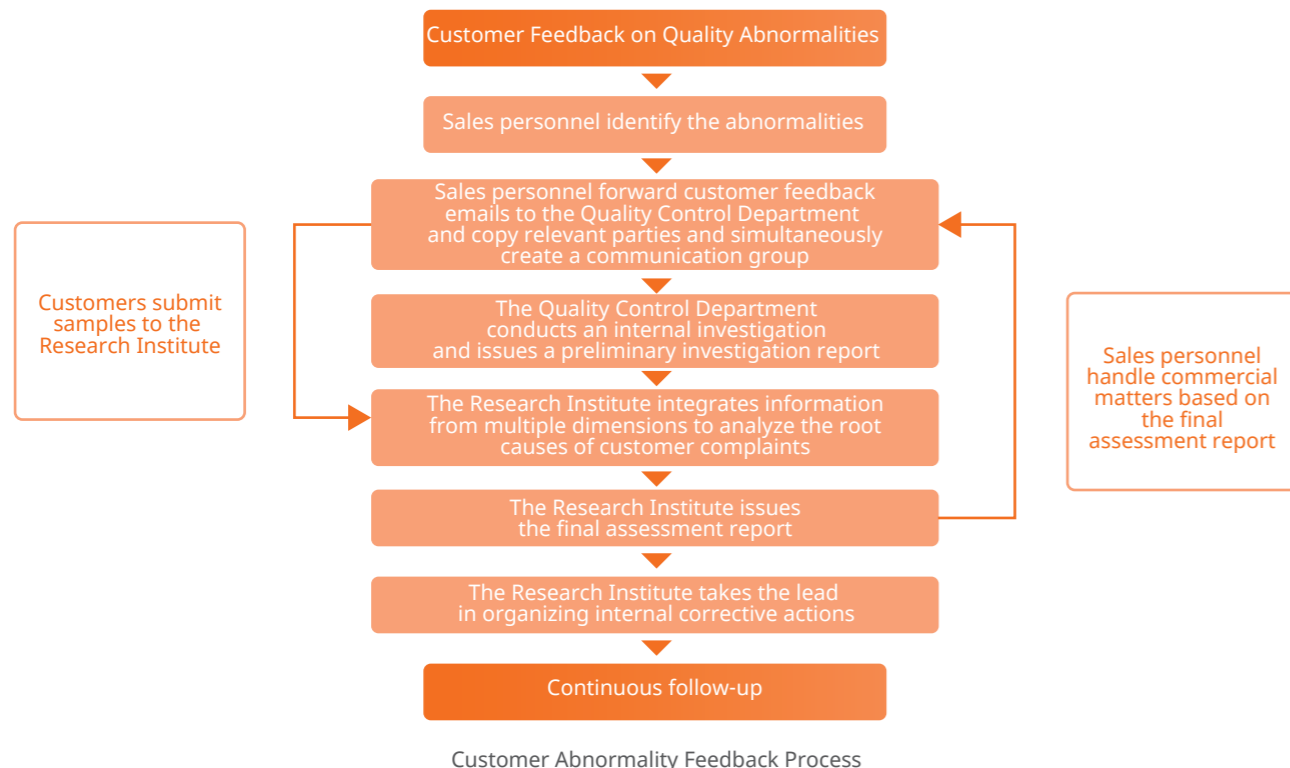 Customer Feedback on Quality Abnormalities
Sales personnel identify the abnormalities
Sales personnel forward customer feedback
emails to the Quality Control Department
and copy relevant parties and simultaneously
create a communication group
Customers submit
samples to the
Research Institute
The Quality Control Department
conducts an internal investigation
and issues a preliminary investigation report
Sales personnel
handle commercial
matters based on
the final
assessment report
The Research Institute integrates information
from multiple dimensions to analyze the root
causes of customer complaints
The Research Institute issues
the final assessment report
The Research Institute takes the lead
in organizing internal corrective actions
Continuous follow-up
Customer Abnormality Feedback Process